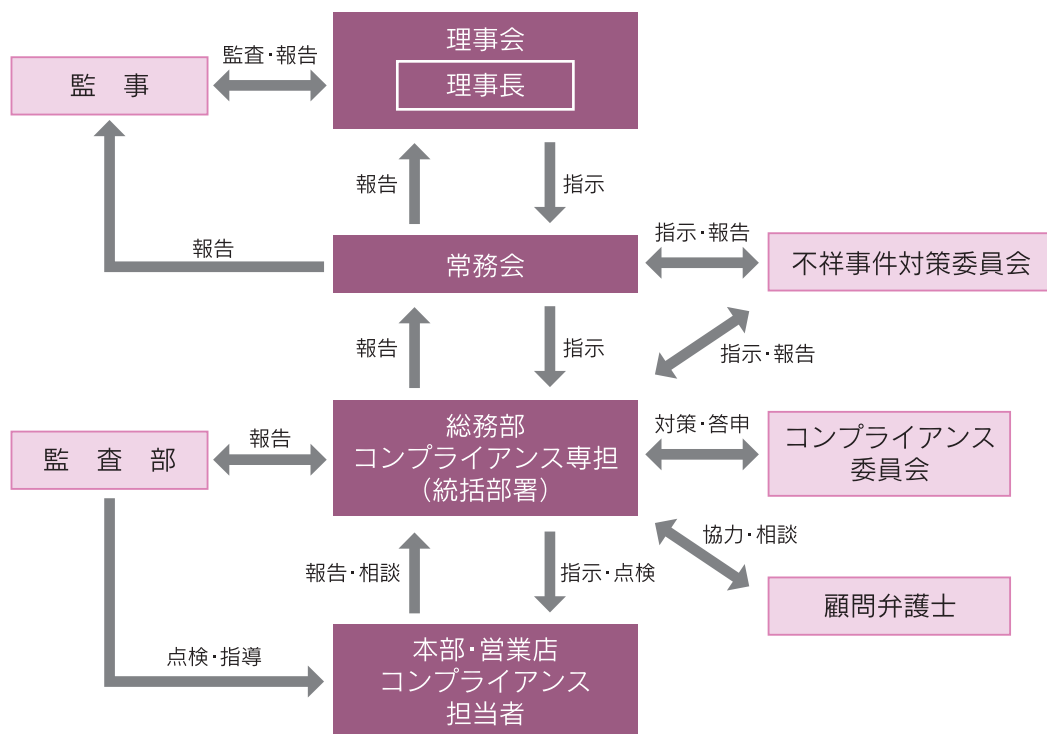 理事会
理事長
監査・報告
監　事
報告
指示
報告
常務会
指示・報告
不祥事件対策委員会
報告
指示
指示・報告
総務部
コンプライアンス専担
（統括部署）
報告
監　査　部
対策・答申
コンプライアンス
委員会
報告・相談
指示・点検
協力・相談
顧問弁護士
点検・指導
本部・営業店
コンプライアンス
担当者